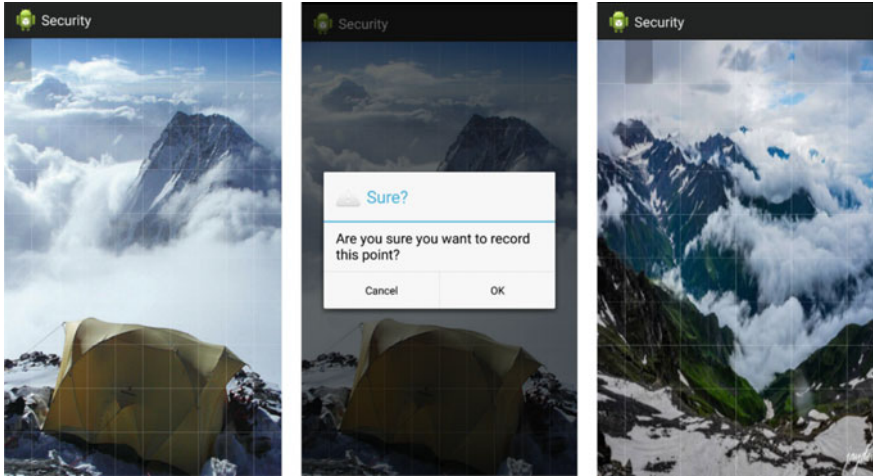 Security
Security
Sure?
Are you sure you want to record
this point?
Cancel
OK
Security